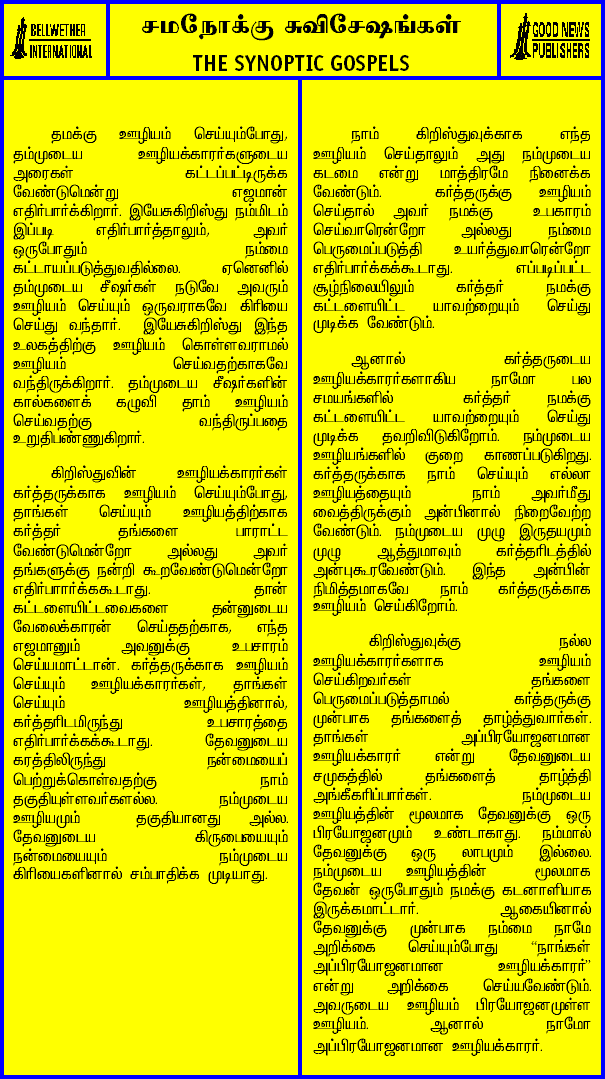 BELLWETHER
INTERNATIONAL
சமநோக்கு சுவிசேஷங்கள்
THE SYNOPTIC GOSPELS
GOOD NEWS
PUBLISHERS
தமக்கு ஊழியம் செய்யும்போது,
தம்முடைய ஊழியக்காரர்களுடைய
அரைகள் கட்டப்பட்டிருக்க
வேண்டுமென்று எஜமான்
எதிர்பார்க்கிறார். இயேசுகிறிஸ்து நம்மிடம்
இப்படி எதிர்பார்த்தாலும், அவர்
ஒருபோதும் நம்மை
கட்டாயப்படுத்துவதில்லை. ஏனெனில்
தம்முடைய சீஷர்கள் நடுவே அவரும்
ஊழியம் செய்யும் ஒருவராகவே கிரியை
செய்து வந்தார். இயேசுகிறிஸ்து இந்த
உலகத்திற்கு ஊழியம் கொள்ளவராமல்
ஊழியம் செய்வதற்காகவே
வந்திருக்கிறார். தம்முடைய சீஷர்களின்
கால்களைக் கழுவி தாம் ஊழியம்
செய்வதற்கு வந்திருப்பதை
உறுதிபண்ணுகிறார்.
கிறிஸ்துவின் ஊழியக்காரர்கள்
கர்த்தருக்காக ஊழியம் செய்யும்போது,
தாங்கள் செய்யும் ஊழியத்திற்காக
கர்த்தர் தங்களை பாராட்ட
வேண்டுமென்றோ அல்லது அவர்
தங்களுக்கு நன்றி கூறவேண்டுமென்றோ
எதிர்பாார்க்ககூடாது. தான்
கட்டளையிட்டவைகளை தன்னுடைய
வேலைக்காரன் செய்ததற்காக, எந்த
எஜமானும் அவனுக்கு உபசாரம்
செய்யமாட்டான். கர்த்தருக்காக ஊழியம்
செய்யும் ஊழியக்காரர்கள், தாங்கள்
செய்யும் ஊழியத்தினால்,
கர்த்தரிடமிருந்து உபசாரத்தை
எதிர்பார்க்கக்கூடாது. தேவனுடைய
கரத்திலிருந்து நன்மையைப்
பெற்றுக்கொள்வதற்கு நாம்
தகுதியுள்ளவர்களல்ல. நம்முடைய
ஊழியமும் தகுதியானது அல்ல.
தேவனுடைய கிருபையையும்
நன்மையையும் நம்முடைய
கிரியைகளினால் சம்பாதிக்க முடியாது.
நாம் கிறிஸ்துவுக்காக எந்த
ஊழியம் செய்தாலும் அது நம்முடைய
கடமை என்று மாத்திரமே நினைக்க
வேண்டும். கர்த்தருக்கு ஊழியம்
செய்தால் அவர் நமக்கு உபகாரம்
செய்வாரென்றோ அல்லது நம்மை
பெருமைப்படுத்தி உயர்த்துவாரென்றோ
எதிர்பார்க்கக்கூடாது. எப்படிப்பட்ட
சூழ்நிலையிலும் கர்த்தர் நமக்கு
கட்டளையிட்ட யாவற்றையும் செய்து
முடிக்க வேண்டும்.
ஆனால் கர்த்தருடைய
ஊழியக்காரர்களாகிய நாமோ பல
சமயங்களில் கர்த்தர் நமக்கு
கட்டளையிட்ட யாவற்றையும் செய்து
முடிக்க தவறிவிடுகிறோம். நம்முடைய
ஊழியங்களில் குறை காணப்படுகிறது.
கர்த்தருக்காக நாம் செய்யும் எல்லா
ஊழியத்தையும் நாம் அவர்மீது
வைத்திருக்கும் அன்பினால் நிறைவேற்ற
வேண்டும். நம்முடைய முழு இருதயமும்
முழு ஆத்துமாவும் கர்த்தரிடத்தில்
அன்புகூரவேண்டும். இந்த அன்பின்
நிமித்தமாகவே நாம் கர்த்தருக்காக
ஊழியம் செய்கிறோம்.
கிறிஸ்துவுக்கு நல்ல
ஊழியக்காரர்களாக ஊழியம்
செய்கிறவர்கள் தங்களை
பெருமைப்படுத்தாமல் கர்த்தருக்கு
முன்பாக தங்களைத் தாழ்த்துவார்கள்.
தாங்கள் அப்பிரயோஜனமான
ஊழியக்காரர் என்று தேவனுடைய
சமுகத்தில் தங்களைத் தாழ்த்தி
அங்கீகரிப்பார்கள். நம்முடைய
ஊழியத்தின் மூலமாக தேவனுக்கு ஒரு
பிரயோஜனமும் உண்டாகாது. நம்மால்
தேவனுக்கு ஒரு லாபமும் இல்லை.
நம்முடைய ஊழியத்தின் மூலமாக
தேவன் ஒருபோதும் நமக்கு கடனாளியாக
இருக்கமாட்டார். ஆகையினால்
தேவனுக்கு முன்பாக நம்மை நாமே
அறிக்கை செய்யும்போது “நாங்கள்
அப்பிரயோஜனமான ஊழியக்காரர்”
என்று அறிக்கை செய்யவேண்டும்.
அவருடைய ஊழியம் பிரயோஜனமுள்ள
ஊழியம். ஆனால் நாமோ
அப்பிரயோஜனமான ஊழியக்காரர்.